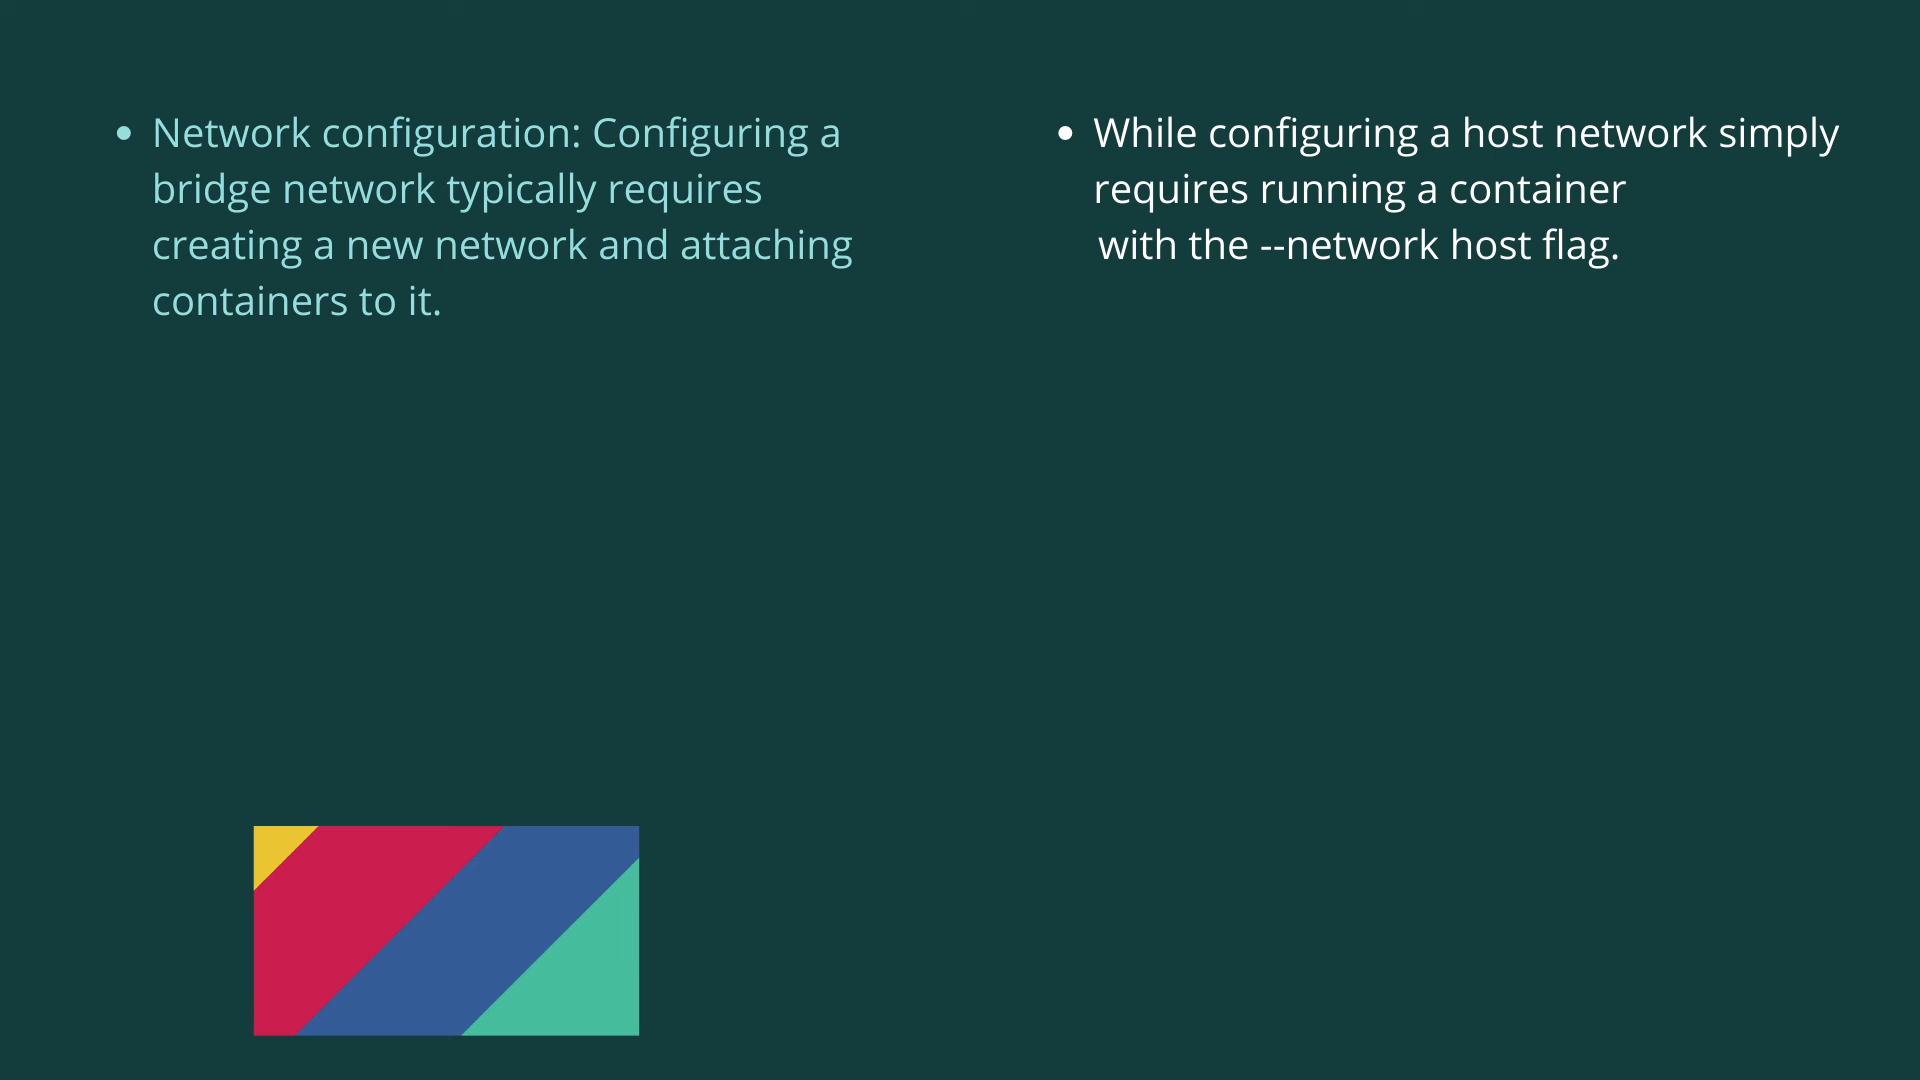 • Network configuration: Configuring a
bridge network typically requires
creating a new network and attaching
containers to it.
• While configuring a host network simply
requires running a container
with the --network host flag.